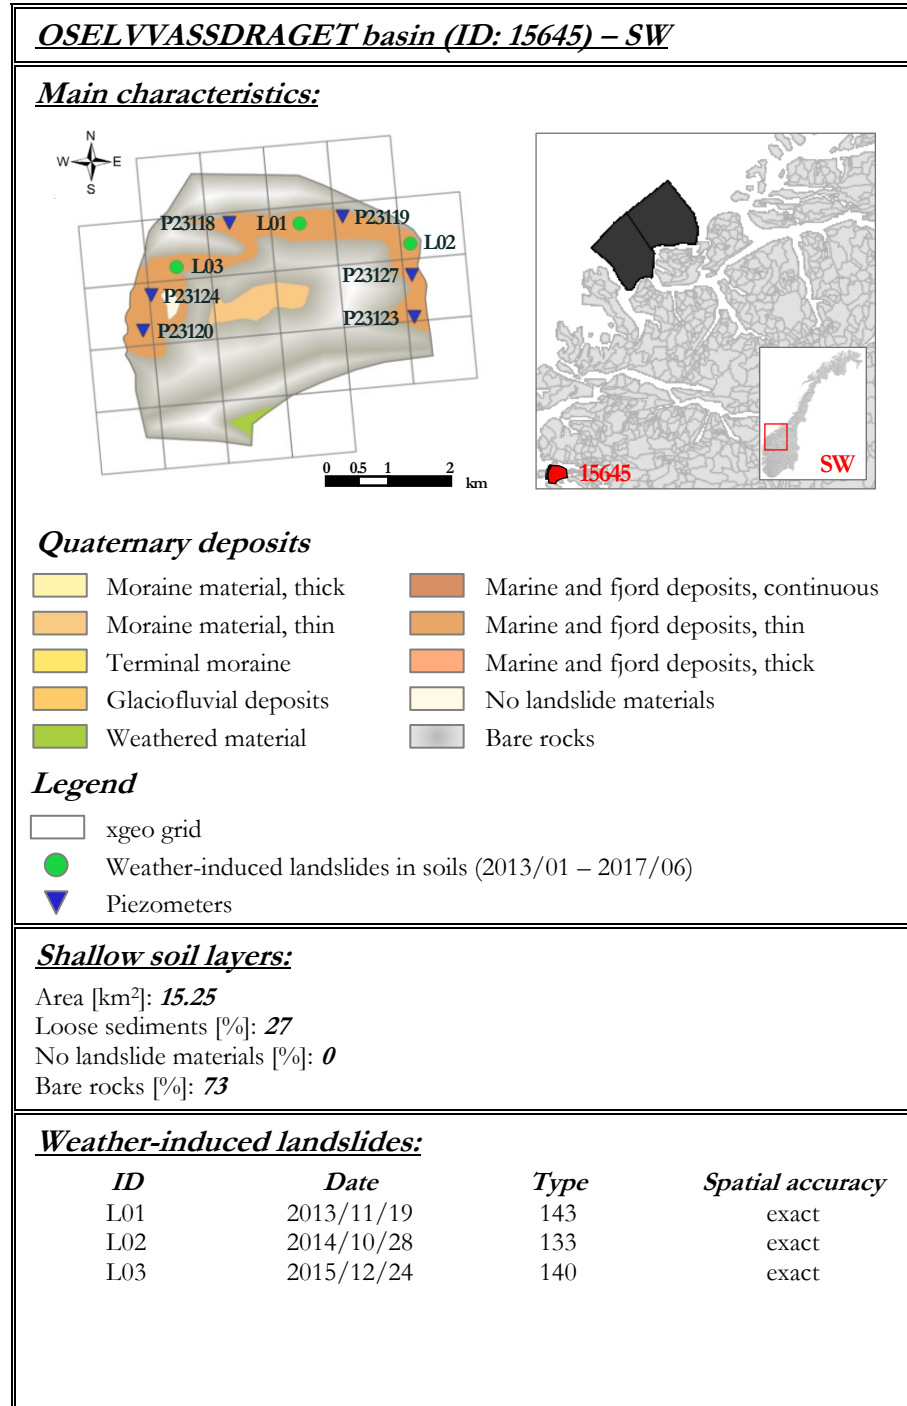 OSELVVASSDRAGET basin (ID: 15645) – SW
Main characteristics:
N
W E
S
P23118 L01 P23119
L02
L03
P23127
P23124
P23123
P23120
0 0.5 1 2
km
15645
SW
Quaternary deposits
Moraine material, thick
Moraine material, thin
Terminal moraine
Glaciofluvial deposits
Weathered material
Marine and fjord deposits, continuous
Marine and fjord deposits, thin
Marine and fjord deposits, thick
No landslide materials
Bare rocks
Legend
xgeo grid
Weather-induced landslides in soils (2013/01 – 2017/06)
Piezometers
Shallow soil layers:
Area [km²]: 15.25
Loose sediments [%]: 27
No landslide materials [%]: 0
Bare rocks [%]: 73
Weather-induced landslides:
ID Date Type Spatial accuracy
L01 2013/11/19 143 exact
L02 2014/10/28 133 exact
L03 2015/12/24 140 exact